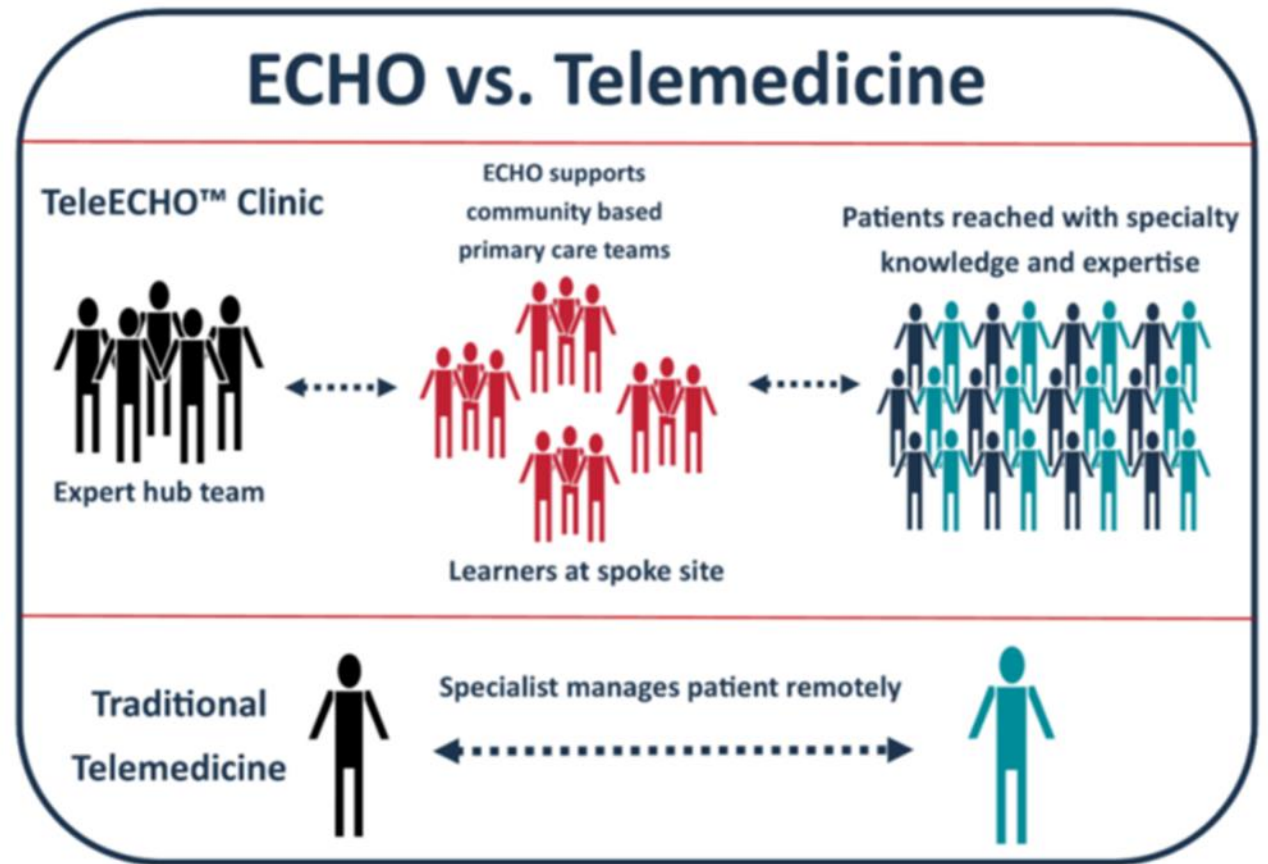 ECHO vs. Telemedicine
TeleECHO™ Clinic
Expert hub team
ECHO supports
community based
primary care teams
Learners at spoke site
Patients reached with specialty
knowledge and expertise
Traditional
Telemedicine
Specialist manages patient remotely